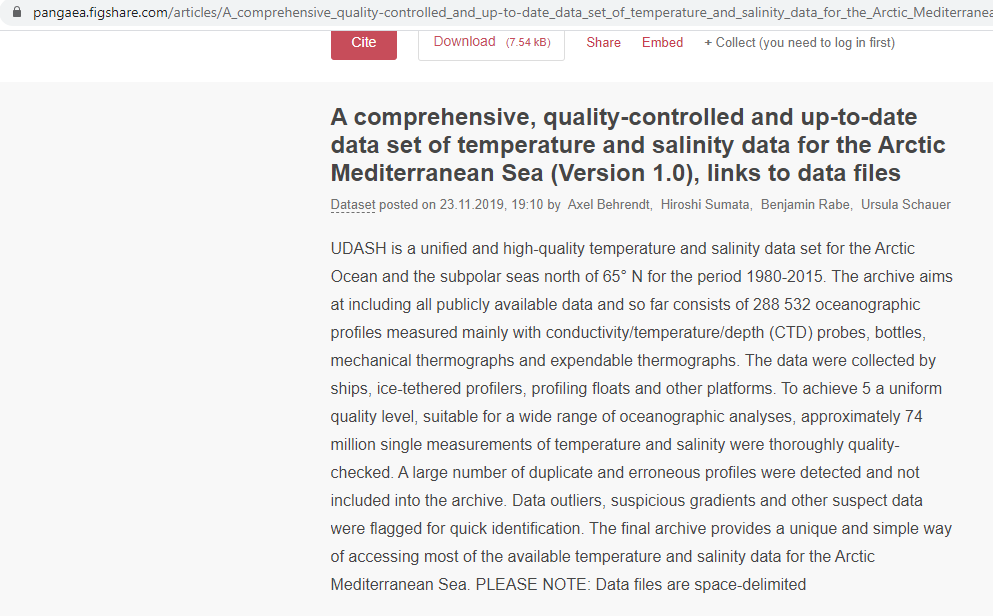 pangaea.figshare.com/articles/A_comprehensive_quality-controlled_and_up-to-date_data_set_of_temperature_and_salinity_data_for_the_Arctic_Mediterranea
Cite Download (7.54 kB) Share Embed + Collect (you need to log in first)
A comprehensive, quality-controlled and up-to-date
data set of temperature and salinity data for the Arctic
Mediterranean Sea (Version 1.0), links to data files
Dataset posted on 23.11.2019, 19:10 by Axel Behrendt, Hiroshi Sumata, Benjamin Rabe, Ursula Schauer
UDASH is a unified and high-quality temperature and salinity data set for the Arctic
Ocean and the subpolar seas north of 65° N for the period 1980-2015. The archive aims
at including all publicly available data and so far consists of 288 532 oceanographic
profiles measured mainly with conductivity/temperature/depth (CTD) probes, bottles,
mechanical thermographs and expendable thermographs. The data were collected by
ships, ice-tethered profilers, profiling floats and other platforms. To achieve 5 a uniform
quality level, suitable for a wide range of oceanographic analyses, approximately 74
million single measurements of temperature and salinity were thoroughly quality-
checked. A large number of duplicate and erroneous profiles were detected and not
included into the archive. Data outliers, suspicious gradients and other suspect data
were flagged for quick identification. The final archive provides a unique and simple way
of accessing most of the available temperature and salinity data for the Arctic
Mediterranean Sea. PLEASE NOTE: Data files are space-delimited